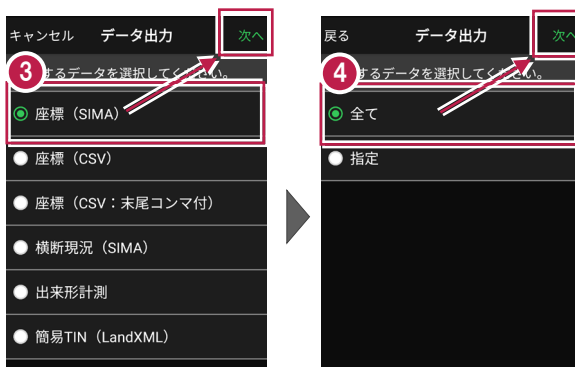 キャンセル データ出力 次へ
3 するデータを選択してください。
座標（SIMA）
座標（CSV）
座標（CSV：末尾コンマ付）
横断現況（SIMA）
出来形計測
簡易TIN（LandXML）
戻る データ出力 次へ
4 するデータを選択してください。
全て
指定